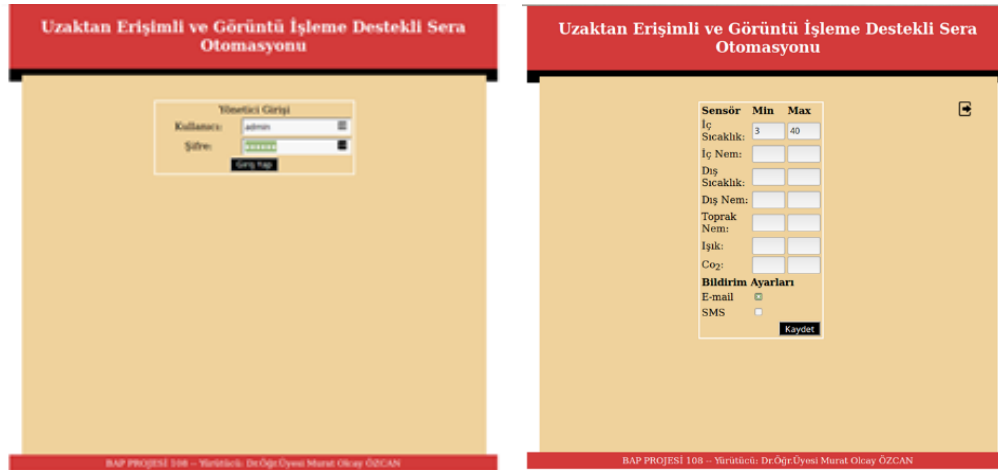 Uzaktan Erişimli ve Görüntü İşleme Destekli Sera
Otomasyonu
Yönetici Girişi
Kullanıcı: admin
Şifre:
Giriş Yap
BAP PROJESİ 108 -- Yürütücü: Dr.Öğr.Üyesi Murat Olcay ÖZCAN
Uzaktan Erişimli ve Görüntü İşleme Destekli Sera
Otomasyonu
Sensör Min Max
İç
Sıcaklık: 3 40
İç Nem:
Dış
Sıcaklık:
Dış Nem:
Toprak
Nem:
Işık:
Co₂:
Bildirim Ayarları
E-mail
SMS
Kaydet
BAP PROJESİ 108 -- Yürütücü: Dr.Öğr.Üyesi Murat Olcay ÖZCAN